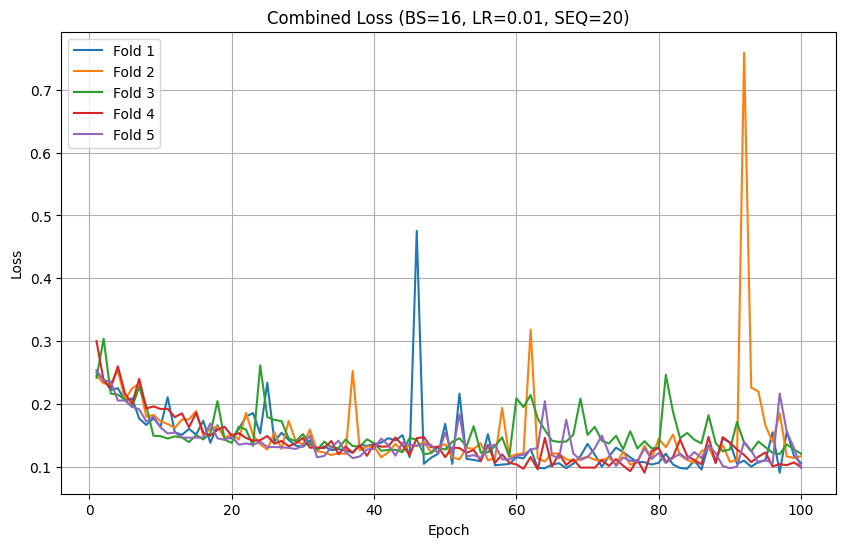 Combined Loss (BS=16, LR=0.01, SEQ=20)
Fold 1
Fold 2
Fold 3
Fold 4
Fold 5
Loss
0.7
0.6
0.5
0.4
0.3
0.2
0.1
0 20 40 60 80 100
Epoch